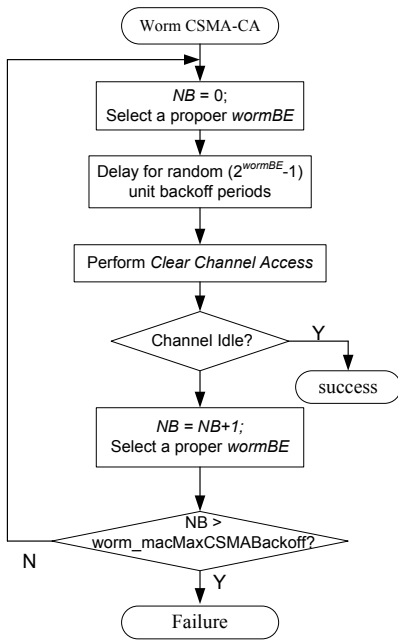 Worm CSMA-CA
NB = 0;
Select a propoer wormBE
Delay for random (2^wormBE-1)
unit backoff periods
Perform Clear Channel Access
Channel Idle?
Y
success
NB = NB+1;
Select a proper wormBE
NB >
worm_macMaxCSMABackoff?
N
Y
Failure